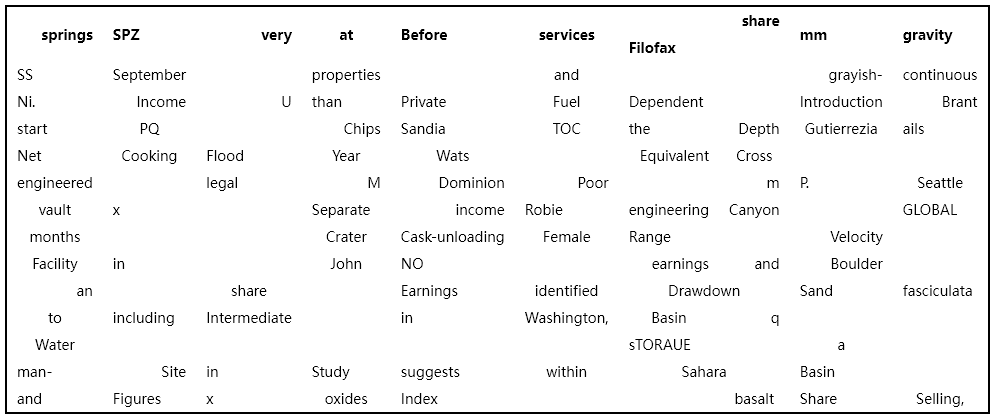 springs SPZ very at Before services share Filofax mm gravity
SS September properties and grayish- continuous
Ni. Income U than Private Fuel Dependent Introduction Brant
start PQ Chips Sandia TOC the Depth Gutierrezia ails
Net Cooking Flood Year Wats Equivalent Cross
engineered legal M Dominion Poor m P. Seattle
vault x Separate income Robie engineering Canyon GLOBAL
months Crater Cask-unloading Female Range Velocity
Facility in John NO earnings and Boulder
an share Earnings identified Drawdown Sand fasciculata
to including Intermediate in Washington, Basin q
Water sTORAUE a
man- Site in Study suggests within Sahara Basin
and Figures x oxides Index basalt Share Selling,